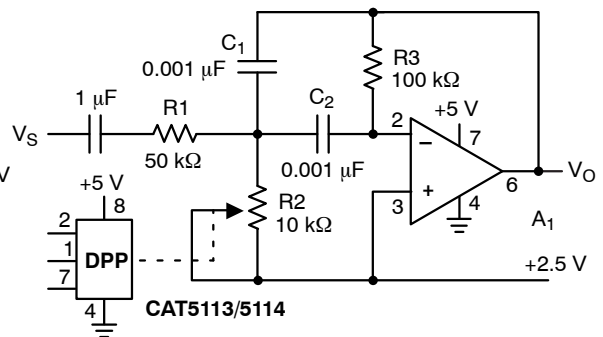 C1
0.001 μF
R3
100 kΩ
1 μF
R1
C2
+5 V
VS
50 kΩ
0.001 μF
2
7
–
+
3
4
6
VO
A1
V
+5 V
8
R2
10 kΩ
2
1
7
DPP
4
CAT5113/5114
+2.5 V